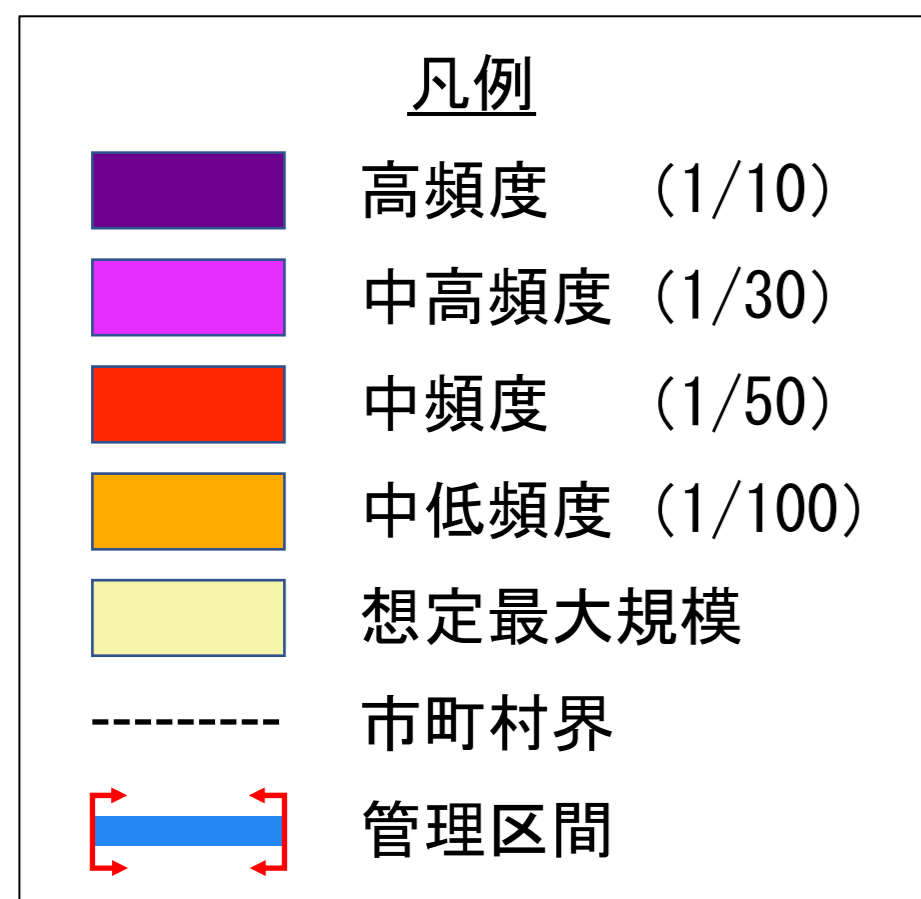 凡例
高頻度 (1/10)
中高頻度 (1/30)
中頻度 (1/50)
中低頻度 (1/100)
想定最大規模
市町村界
管理区間